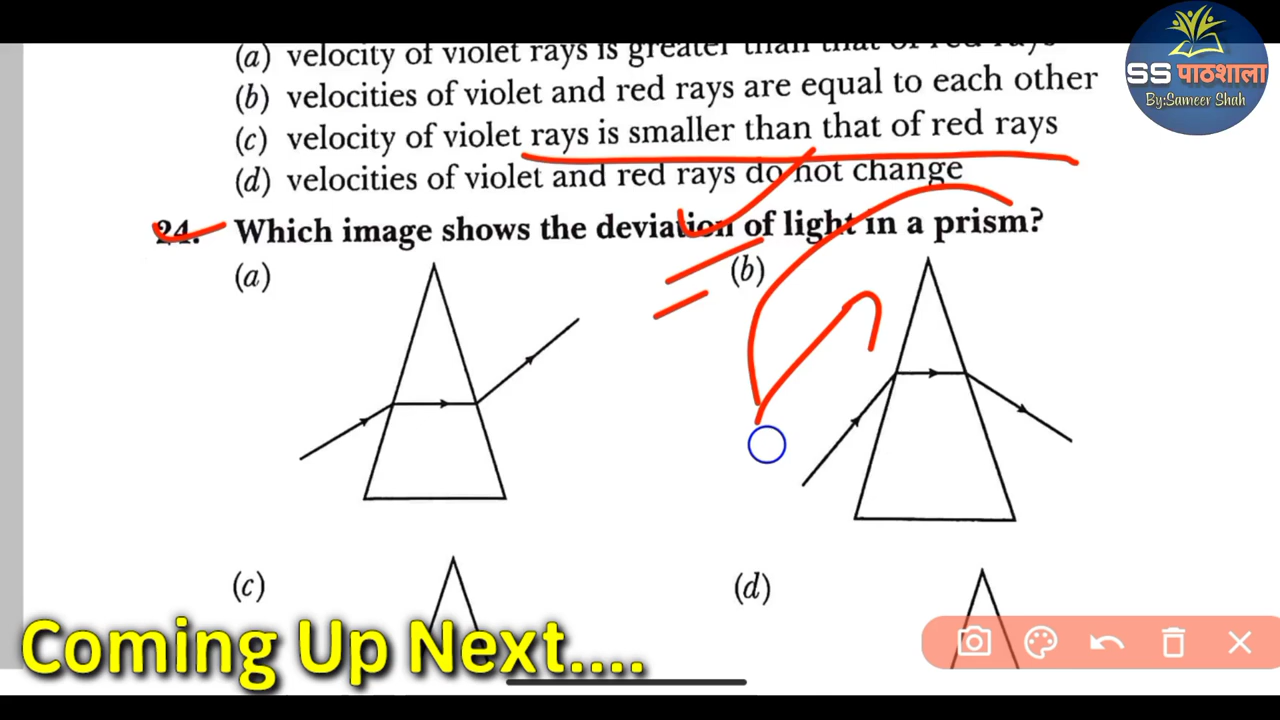 (a) velocity of violet rays is greater than that of red rays
SS पाठशाला
By:Sameer Shah
(b) velocities of violet and red rays are equal to each other
(c) velocity of violet rays is smaller than that of red rays
(d) velocities of violet and red rays do not change
24. Which image shows the deviation of light in a prism?
(a)
(b)
(c)
(d)
Coming Up Next....